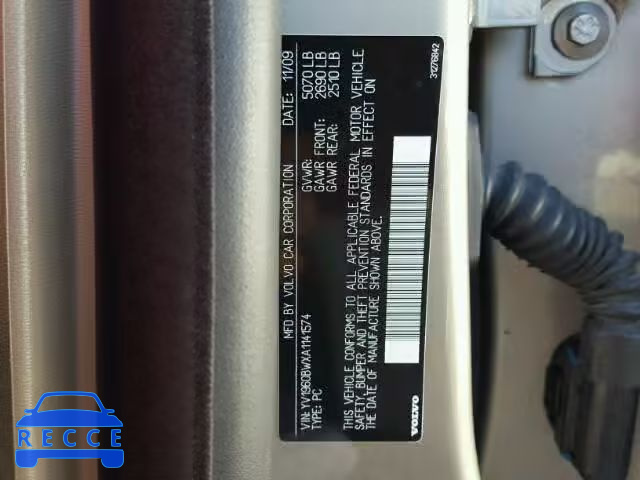 MFD BY VOLVO CAR CORPORATION DATE: 11/09
GVWR: 5070 LB
GAWR FRONT: 2690 LB
GAWR REAR: 2510 LB
VIN: YV1960BWXA1141574
TYPE: PC
THIS VEHICLE CONFORMS TO ALL APPLICABLE FEDERAL MOTOR VEHICLE
SAFETY, BUMPER AND THEFT PREVENTION STANDARDS IN EFFECT ON
THE DATE OF MANUFACTURE SHOWN ABOVE.
VOLVO
31276842
RECCE